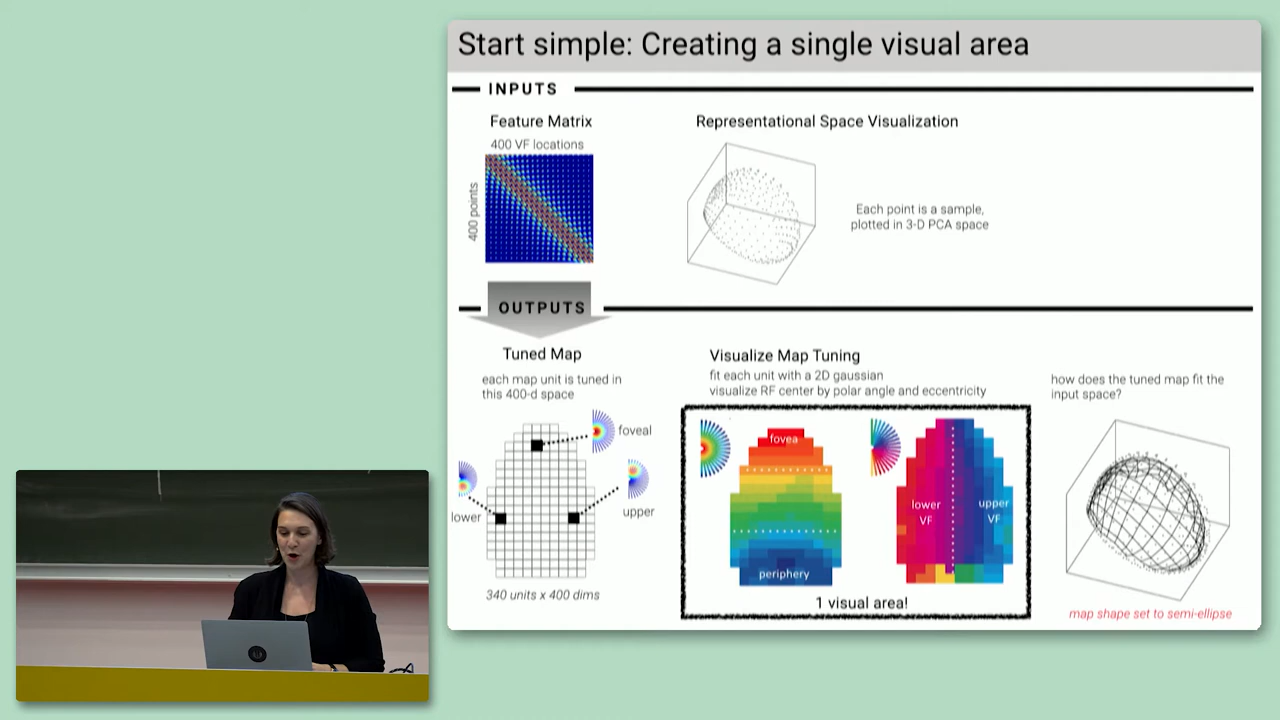 Start simple: Creating a single visual area
INPUTS
Feature Matrix
400 VF locations
400 points
Representational Space Visualization
Each point is a sample,
plotted in 3-D PCA space
OUTPUTS
Tuned Map
each map unit is tuned in
this 400-d space
foveal
lower
upper
340 units x 400 dims
Visualize Map Tuning
fit each unit with a 2D gaussian
visualize RF center by polar angle and eccentricity
fovea
periphery
lower
VF
upper
VF
1 visual area!
how does the tuned map fit the
input space?
map shape set to semi-ellipse